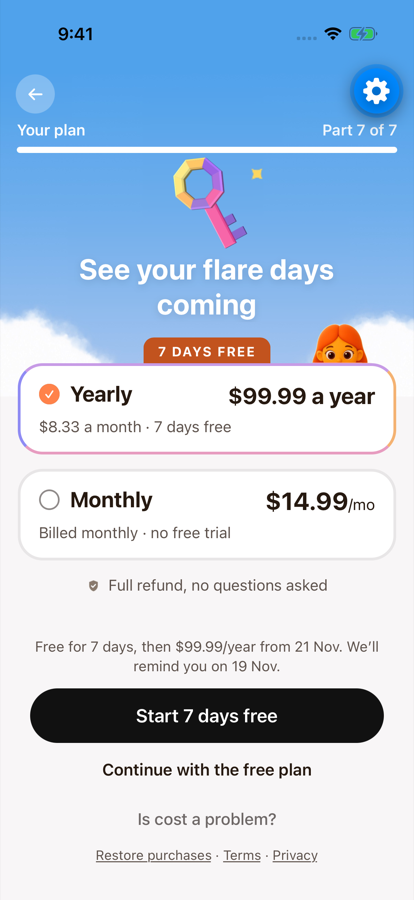 9:41
Your plan
Part 7 of 7
See your flare days
coming
7 DAYS FREE
Yearly
$99.99 a year
$8.33 a month · 7 days free
Monthly
$14.99/mo
Billed monthly · no free trial
Full refund, no questions asked
Free for 7 days, then $99.99/year from 21 Nov. We’ll
remind you on 19 Nov.
Start 7 days free
Continue with the free plan
Is cost a problem?
Restore purchases · Terms · Privacy